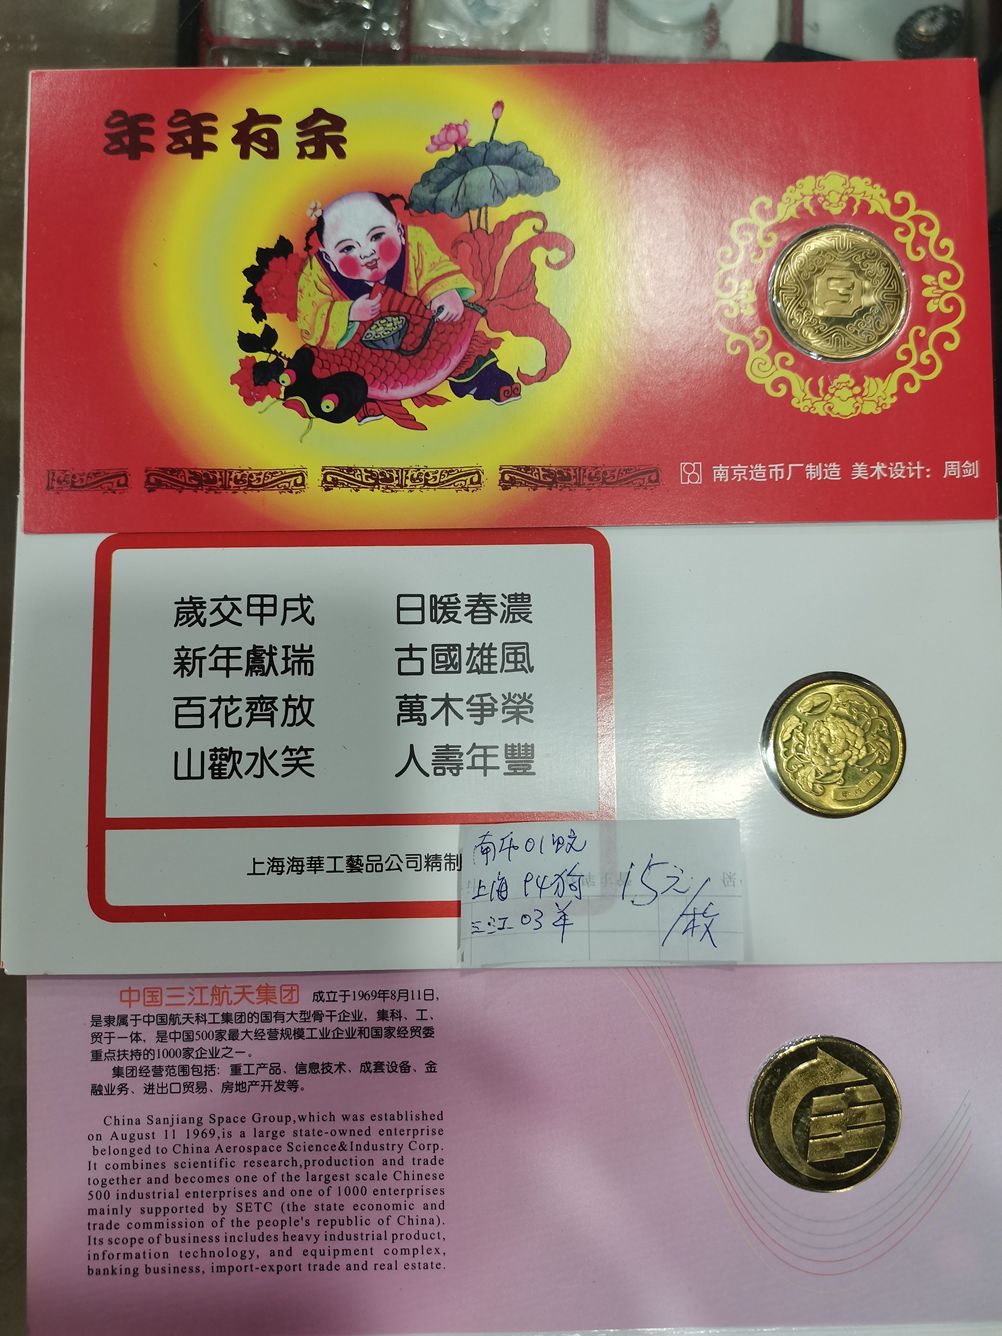 年年有余
南京造币厂制造 美术设计：周剑
歲交甲戌 日暖春濃
新年獻瑞 古國雄風
百花齊放 萬木爭榮
山歡水笑 人壽年豐
上海海華工藝品公司精制
南币01蛇
上海 94狗
三江 03羊
15元/枚
中国三江航天集团 成立于1969年8月11日，
是隶属于中国航天科工集团的国有大型骨干企业，集科、工、
贸于一体，是中国500家最大经营规模工业企业和国家经贸委
重点扶持的1000家企业之一。
集团经营范围包括：重工产品、信息技术、成套设备、金
融业务、进出口贸易、房地产开发等。
China Sanjiang Space Group,which was established
on August 11 1969,is a large state-owned enterprise
belonged to China Aerospace Science&Industry Corp.
It combines scientific research,production and trade
together and becomes one of the largest scale Chinese
500 industrial enterprises and one of 1000 enterprises
mainly supported by SETC (the state economic and
trade commission of the people's republic of China).
Its scope of business includes heavy industrial product,
information technology, and equipment complex,
banking business, import-export trade and real estate.